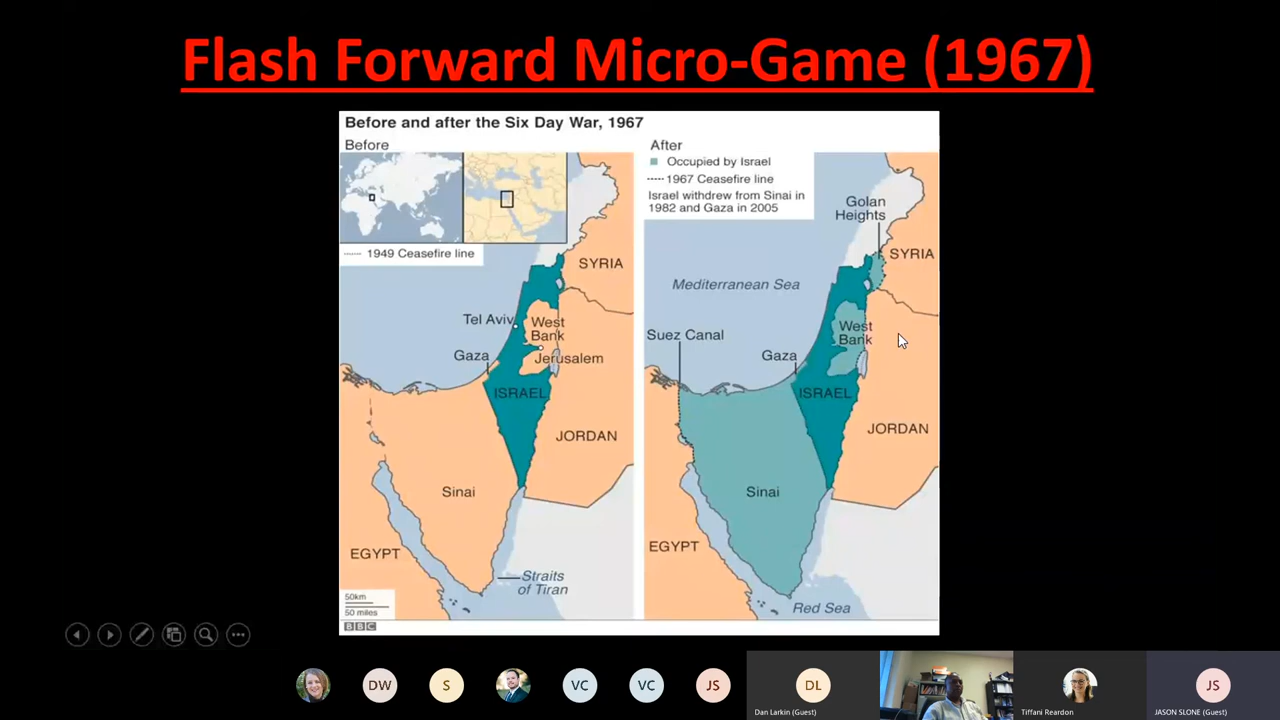 Flash Forward Micro-Game (1967)
Before and after the Six Day War, 1967
Before
1949 Ceasefire line
SYRIA
Tel Aviv
West
Bank
Gaza
Jerusalem
ISRAEL
JORDAN
Sinai
EGYPT
Straits
of Tiran
50km
50 miles
BBC
After
Occupied by Israel
1967 Ceasefire line
Israel withdrew from Sinai in
1982 and Gaza in 2005
Golan
Heights
SYRIA
Mediterranean Sea
Suez Canal
West
Bank
Gaza
ISRAEL
JORDAN
Sinai
EGYPT
Red Sea
DW
S
VC
VC
JS
DL
Dan Larkin (Guest)
Tiffani Reardon
JS
JASON SLONE (Guest)